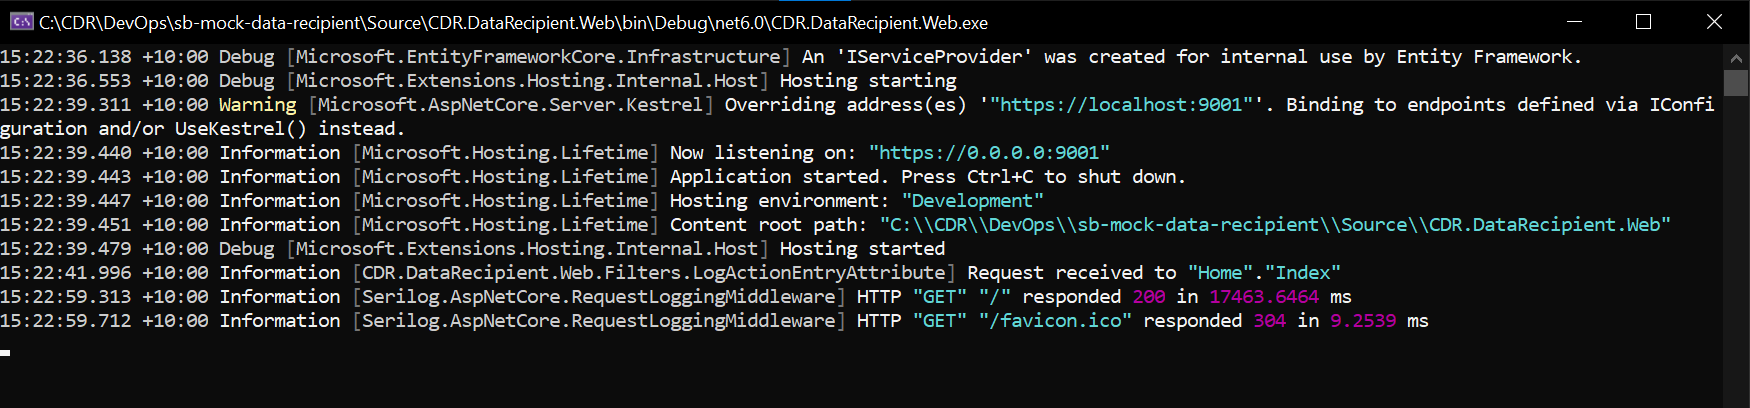 C:\CDR\DevOps\sb-mock-data-recipient\Source\CDR.DataRecipient.Web\bin\Debug\net6.0\CDR.DataRecipient.Web.exe
15:22:36.138 +10:00 Debug [Microsoft.EntityFrameworkCore.Infrastructure] An 'IServiceProvider' was created for internal use by Entity Framework.
15:22:36.553 +10:00 Debug [Microsoft.Extensions.Hosting.Internal.Host] Hosting starting
15:22:39.311 +10:00 Warning [Microsoft.AspNetCore.Server.Kestrel] Overriding address(es) '"https://localhost:9001"'. Binding to endpoints defined via IConfi
guration and/or UseKestrel() instead.
15:22:39.440 +10:00 Information [Microsoft.Hosting.Lifetime] Now listening on: "https://0.0.0.0:9001"
15:22:39.443 +10:00 Information [Microsoft.Hosting.Lifetime] Application started. Press Ctrl+C to shut down.
15:22:39.447 +10:00 Information [Microsoft.Hosting.Lifetime] Hosting environment: "Development"
15:22:39.451 +10:00 Information [Microsoft.Hosting.Lifetime] Content root path: "C:\\CDR\\DevOps\\sb-mock-data-recipient\\Source\\CDR.DataRecipient.Web"
15:22:39.479 +10:00 Debug [Microsoft.Extensions.Hosting.Internal.Host] Hosting started
15:22:41.996 +10:00 Information [CDR.DataRecipient.Web.Filters.LogActionEntryAttribute] Request received to "Home"."Index"
15:22:59.313 +10:00 Information [Serilog.AspNetCore.RequestLoggingMiddleware] HTTP "GET" "/" responded 200 in 17463.6464 ms
15:22:59.712 +10:00 Information [Serilog.AspNetCore.RequestLoggingMiddleware] HTTP "GET" "/favicon.ico" responded 304 in 9.2539 ms